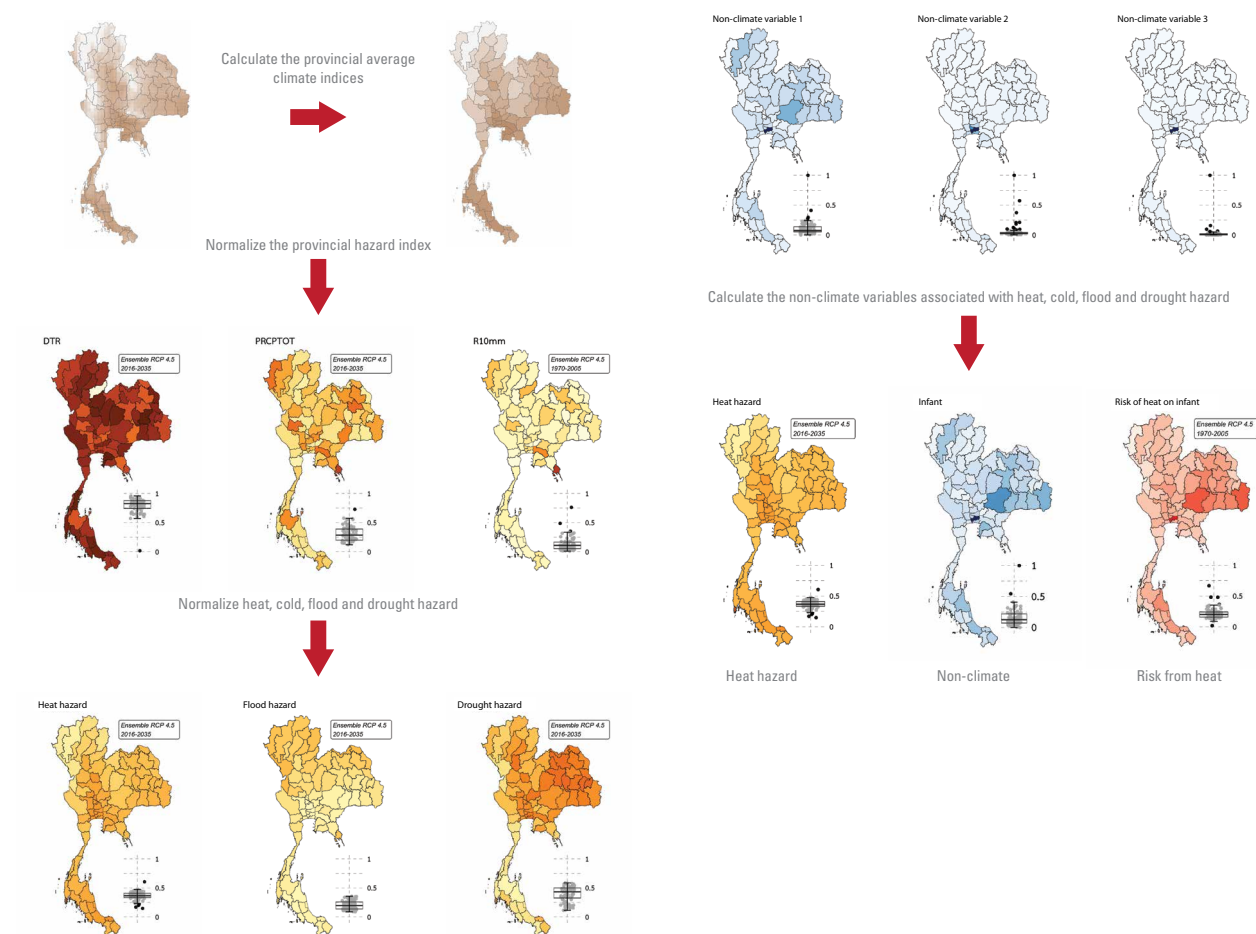 Calculate the provincial average
climate indices
Normalize the provincial hazard index
DTR
Ensemble RCP 4.5
2016-2035
1
0.5
0
PRCPTOT
Ensemble RCP 4.5
2016-2035
1
0.5
0
R10mm
Ensemble RCP 4.5
1970-2005
1
0.5
0
Normalize heat, cold, flood and drought hazard
Heat hazard
Ensemble RCP 4.5
2016-2035
1
0.5
0
Flood hazard
Ensemble RCP 4.5
2016-2035
1
0.5
0
Drought hazard
Ensemble RCP 4.5
2016-2035
1
0.5
0
Non-climate variable 1
1
0.5
0
Non-climate variable 2
1
0.5
0
Non-climate variable 3
1
0.5
0
Calculate the non-climate variables associated with heat, cold, flood and drought hazard
Heat hazard
Ensemble RCP 4.5
2016-2035
1
0.5
0
Heat hazard
Infant
1
0.5
0
Non-climate
Risk of heat on infant
Ensemble RCP 4.5
1970-2005
1
0.5
0
Risk from heat